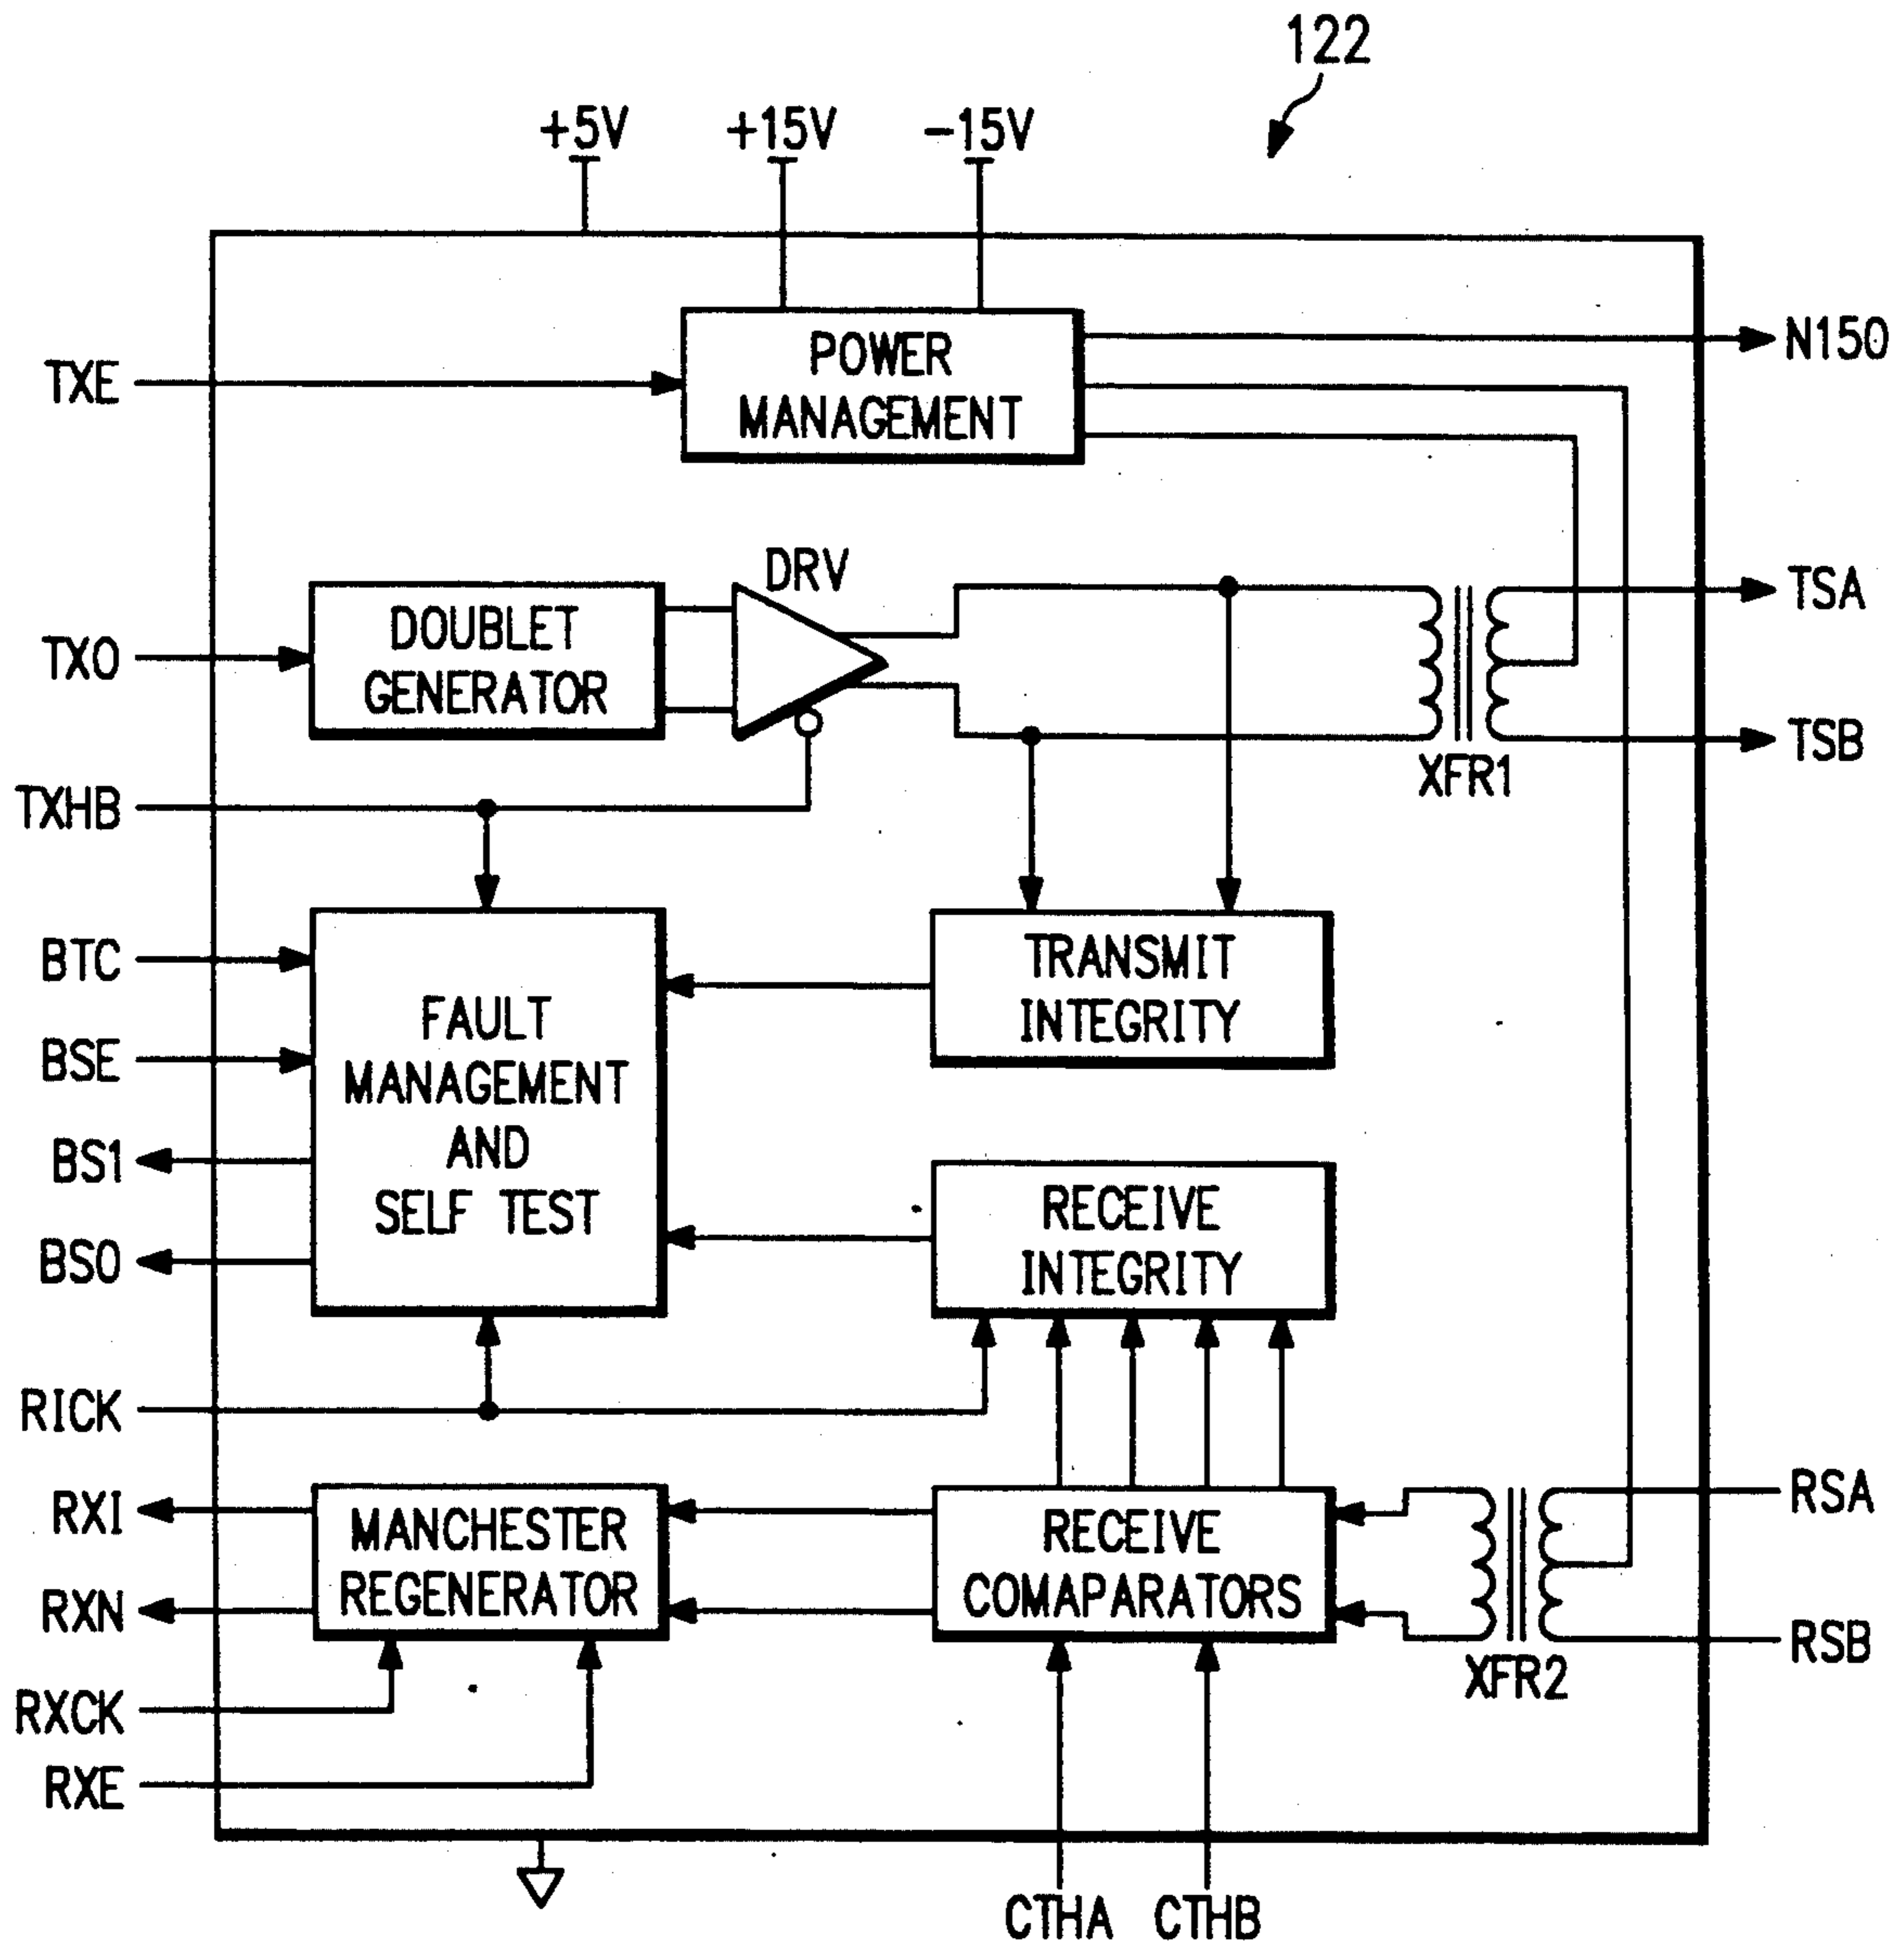 122
+5V
+15V
-15V
POWER
MANAGEMENT
N150
TXE
DRV
DOUBLET
GENERATOR
TXO
TSA
TSB
XFR1
TXHB
BTC
BSE
BS1
BS0
FAULT
MANAGEMENT
AND
SELF TEST
TRANSMIT
INTEGRITY
RECEIVE
INTEGRITY
RICK
RXI
RXN
RXCK
RXE
MANCHESTER
REGENERATOR
RECEIVE
COMAPARATORS
RSA
RSB
XFR2
CTHA
CTHB